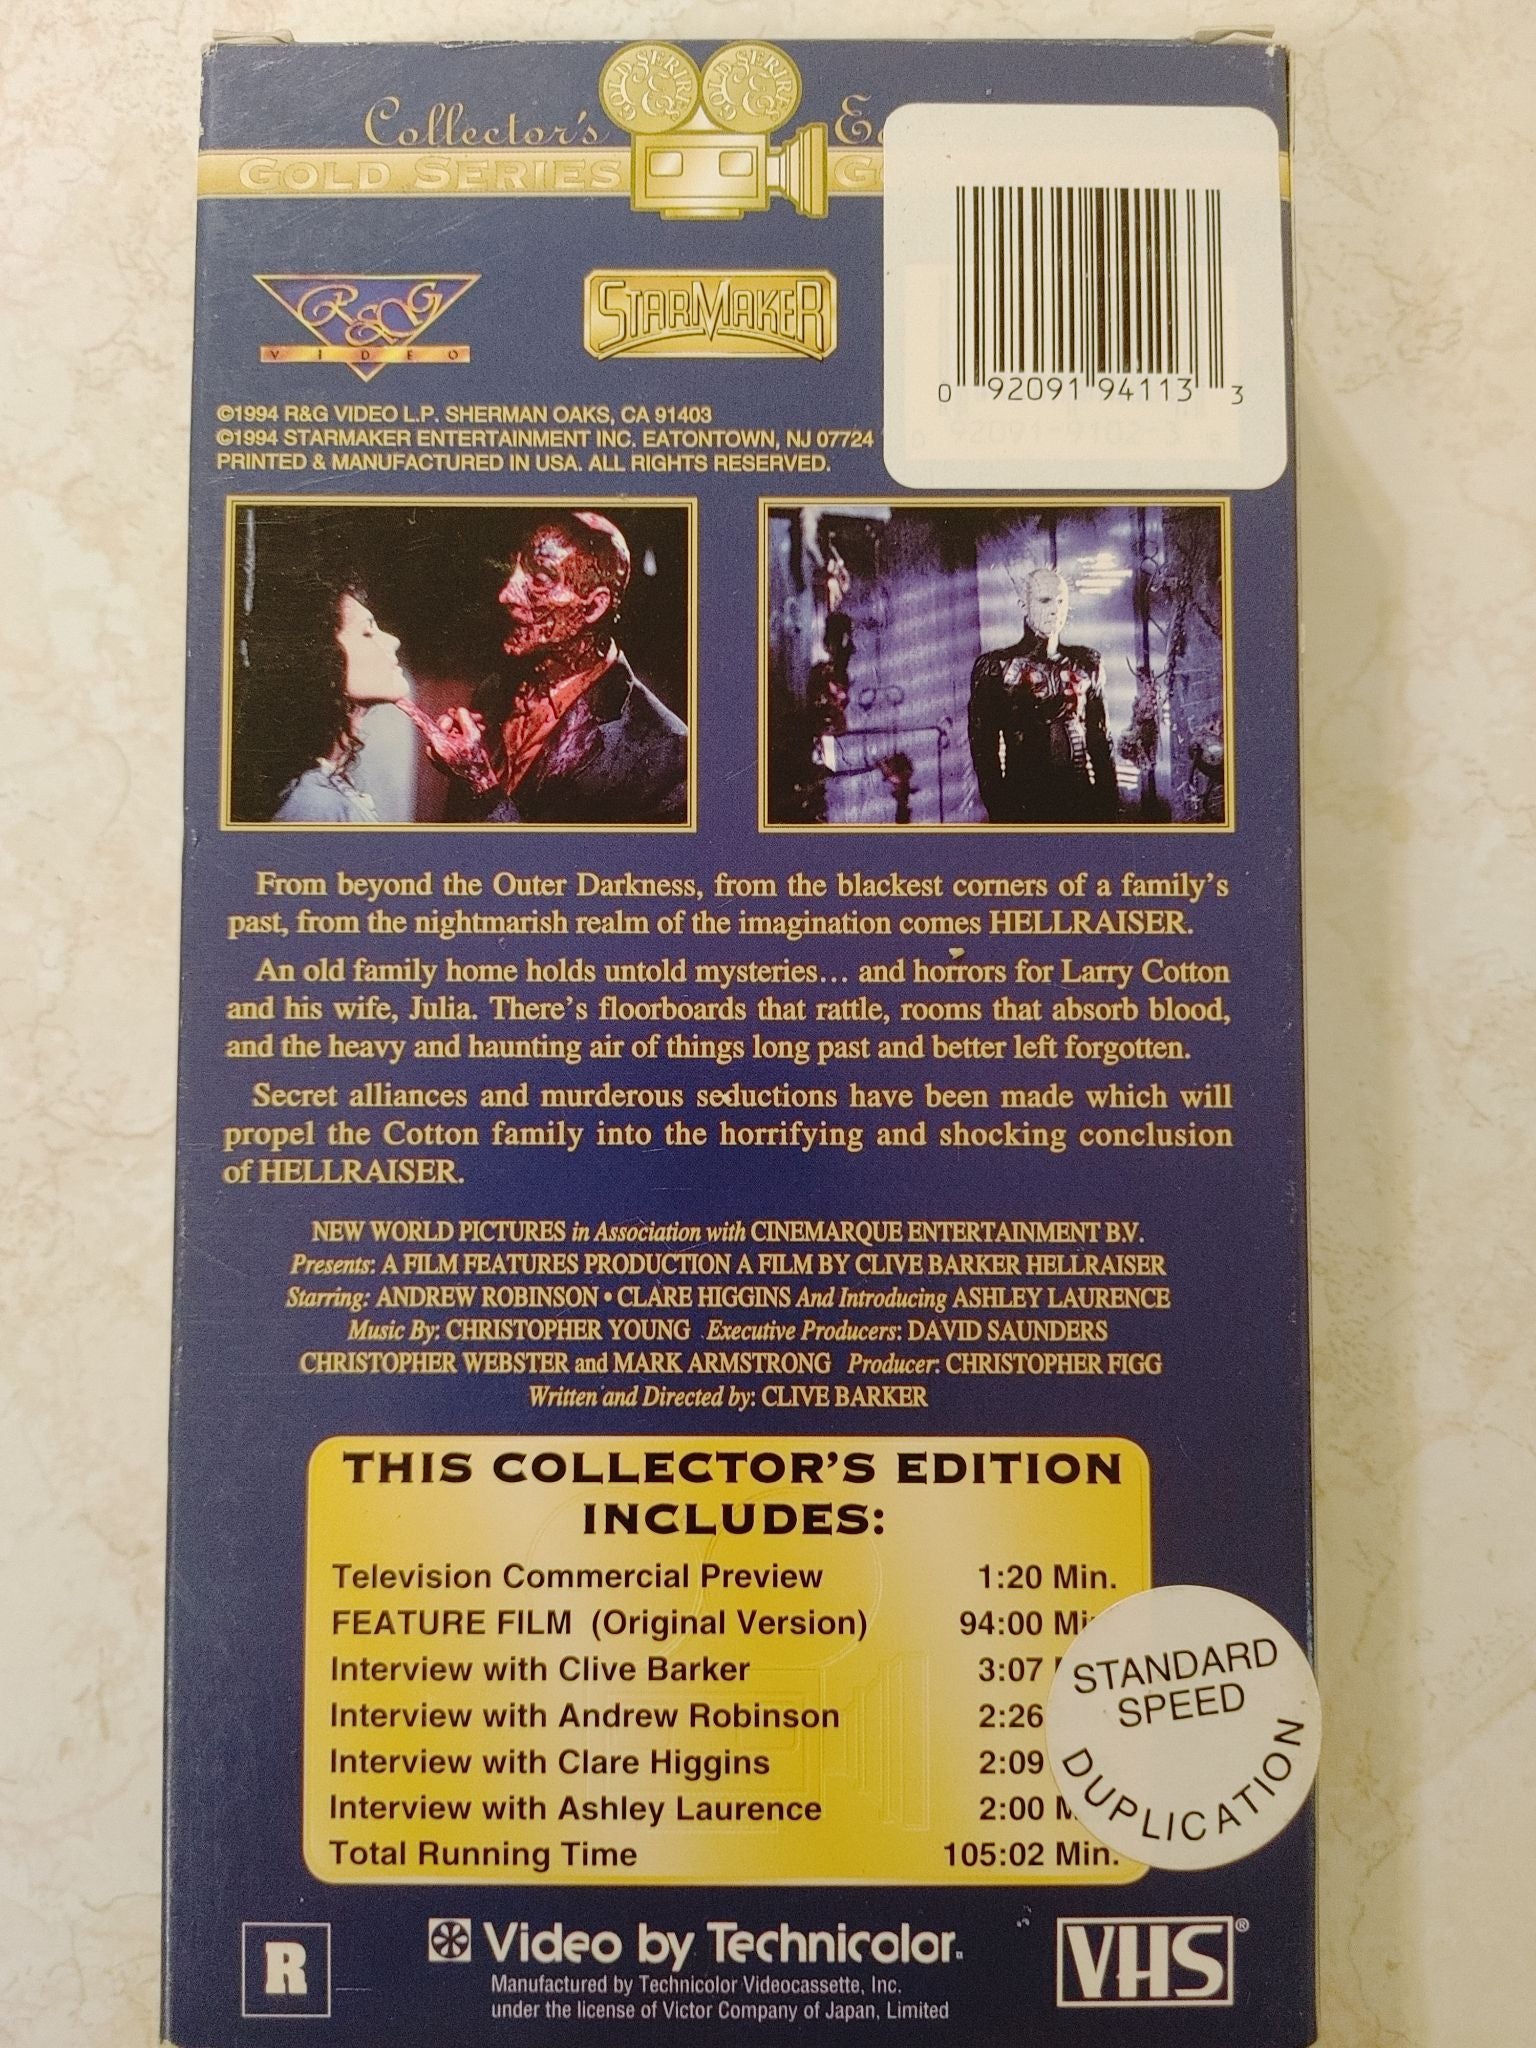 GOLD SERIES
GOLD SERIES
Collector's
GOLD SERIES
R&G
VIDEO
STARMAKER
0 92091 94113 3
©1994 R&G VIDEO L.P. SHERMAN OAKS, CA 91403
©1994 STARMAKER ENTERTAINMENT INC. EATONTOWN, NJ 07724
PRINTED & MANUFACTURED IN USA. ALL RIGHTS RESERVED.
From beyond the Outer Darkness, from the blackest corners of a family's
past, from the nightmarish realm of the imagination comes HELLRAISER.
An old family home holds untold mysteries... and horrors for Larry Cotton
and his wife, Julia. There's floorboards that rattle, rooms that absorb blood,
and the heavy and haunting air of things long past and better left forgotten.
Secret alliances and murderous seductions have been made which will
propel the Cotton family into the horrifying and shocking conclusion
of HELLRAISER.
NEW WORLD PICTURES in Association with CINEMARQUE ENTERTAINMENT B.V.
Presents: A FILM FEATURES PRODUCTION A FILM BY CLIVE BARKER HELLRAISER
Starring: ANDREW ROBINSON • CLARE HIGGINS And Introducing ASHLEY LAURENCE
Music By: CHRISTOPHER YOUNG Executive Producers: DAVID SAUNDERS
CHRISTOPHER WEBSTER and MARK ARMSTRONG Producer: CHRISTOPHER FIGG
Written and Directed by: CLIVE BARKER
THIS COLLECTOR'S EDITION
INCLUDES:
Television Commercial Preview 1:20 Min.
FEATURE FILM (Original Version) 94:00
Interview with Clive Barker 3:07
Interview with Andrew Robinson 2:26
Interview with Clare Higgins 2:09
Interview with Ashley Laurence 2:00
Total Running Time 105:02 Min.
STANDARD
SPEED
DUPLICATION
R
Video by Technicolor.
Manufactured by Technicolor Videocassette, Inc.
under the license of Victor Company of Japan, Limited
VHS®